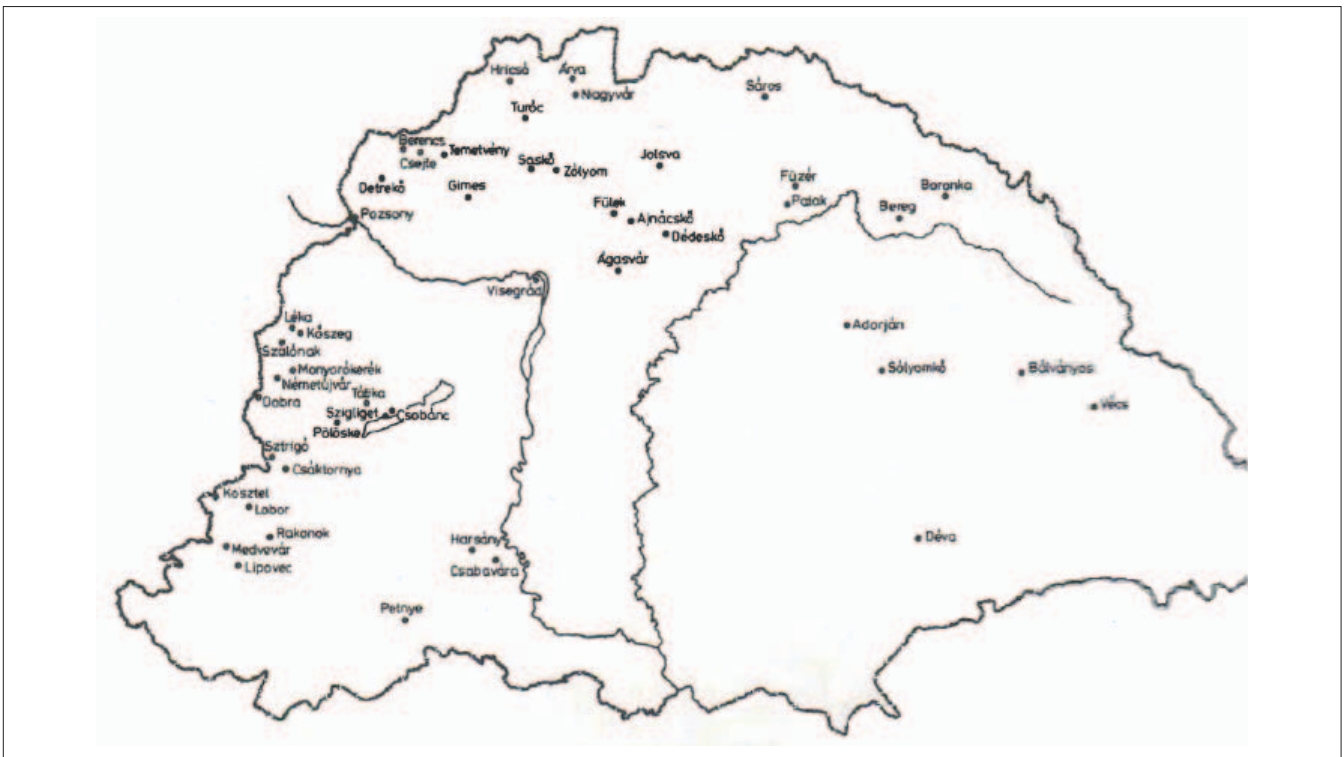 Hricsó
Árva
Nagyvár
Sáros
Turóc
Berencs
Csejte
Temetvény
Saskő
Zólyom
Jolsva
Detrekő
Gimes
Füzér
Patak
Baranka
Bereg
Pozsony
Fülek
Ajnácskő
Dédeskő
Ágasvár
Visegrád
Léka
Kőszeg
Szalónak
Adorján
Monyorókerék
Németújvár
Sólyomkő
Bálványos
Dobra
Tátika
Szigliget
Csobánc
Vécs
Pölöske
Sztrigó
Csáktornya
Kosztel
Lobor
Rakonok
Medvevár
Lipovec
Harsány
Csabavára
Déva
Petnye